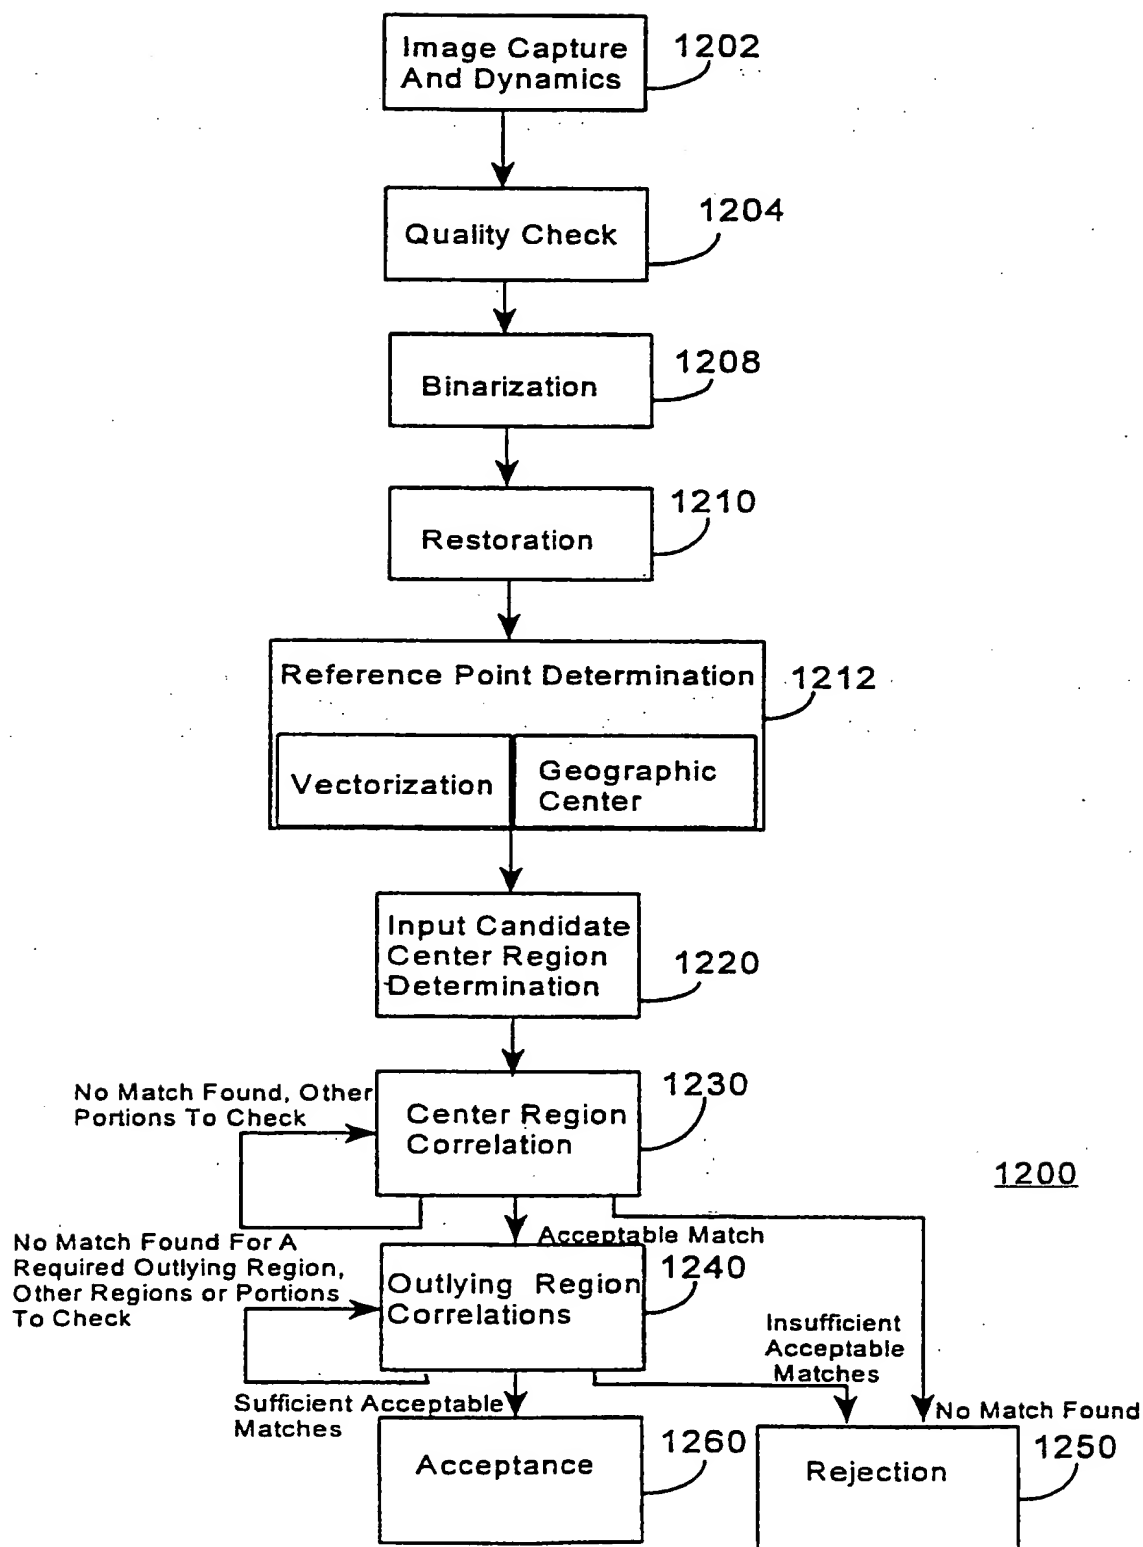 Image Capture
And Dynamics
1202
Quality Check
1204
Binarization
1208
Restoration
1210
Reference Point Determination
1212
Vectorization
Geographic
Center
Input Candidate
Center Region
Determination
1220
No Match Found, Other
Portions To Check
Center Region
Correlation
1230
1200
Acceptable Match
No Match Found For A
Required Outlying Region,
Other Regions or Portions
To Check
Outlying Region
Correlations
1240
Insufficient
Acceptable
Matches
Sufficient Acceptable
Matches
No Match Found
Acceptance
1260
Rejection
1250